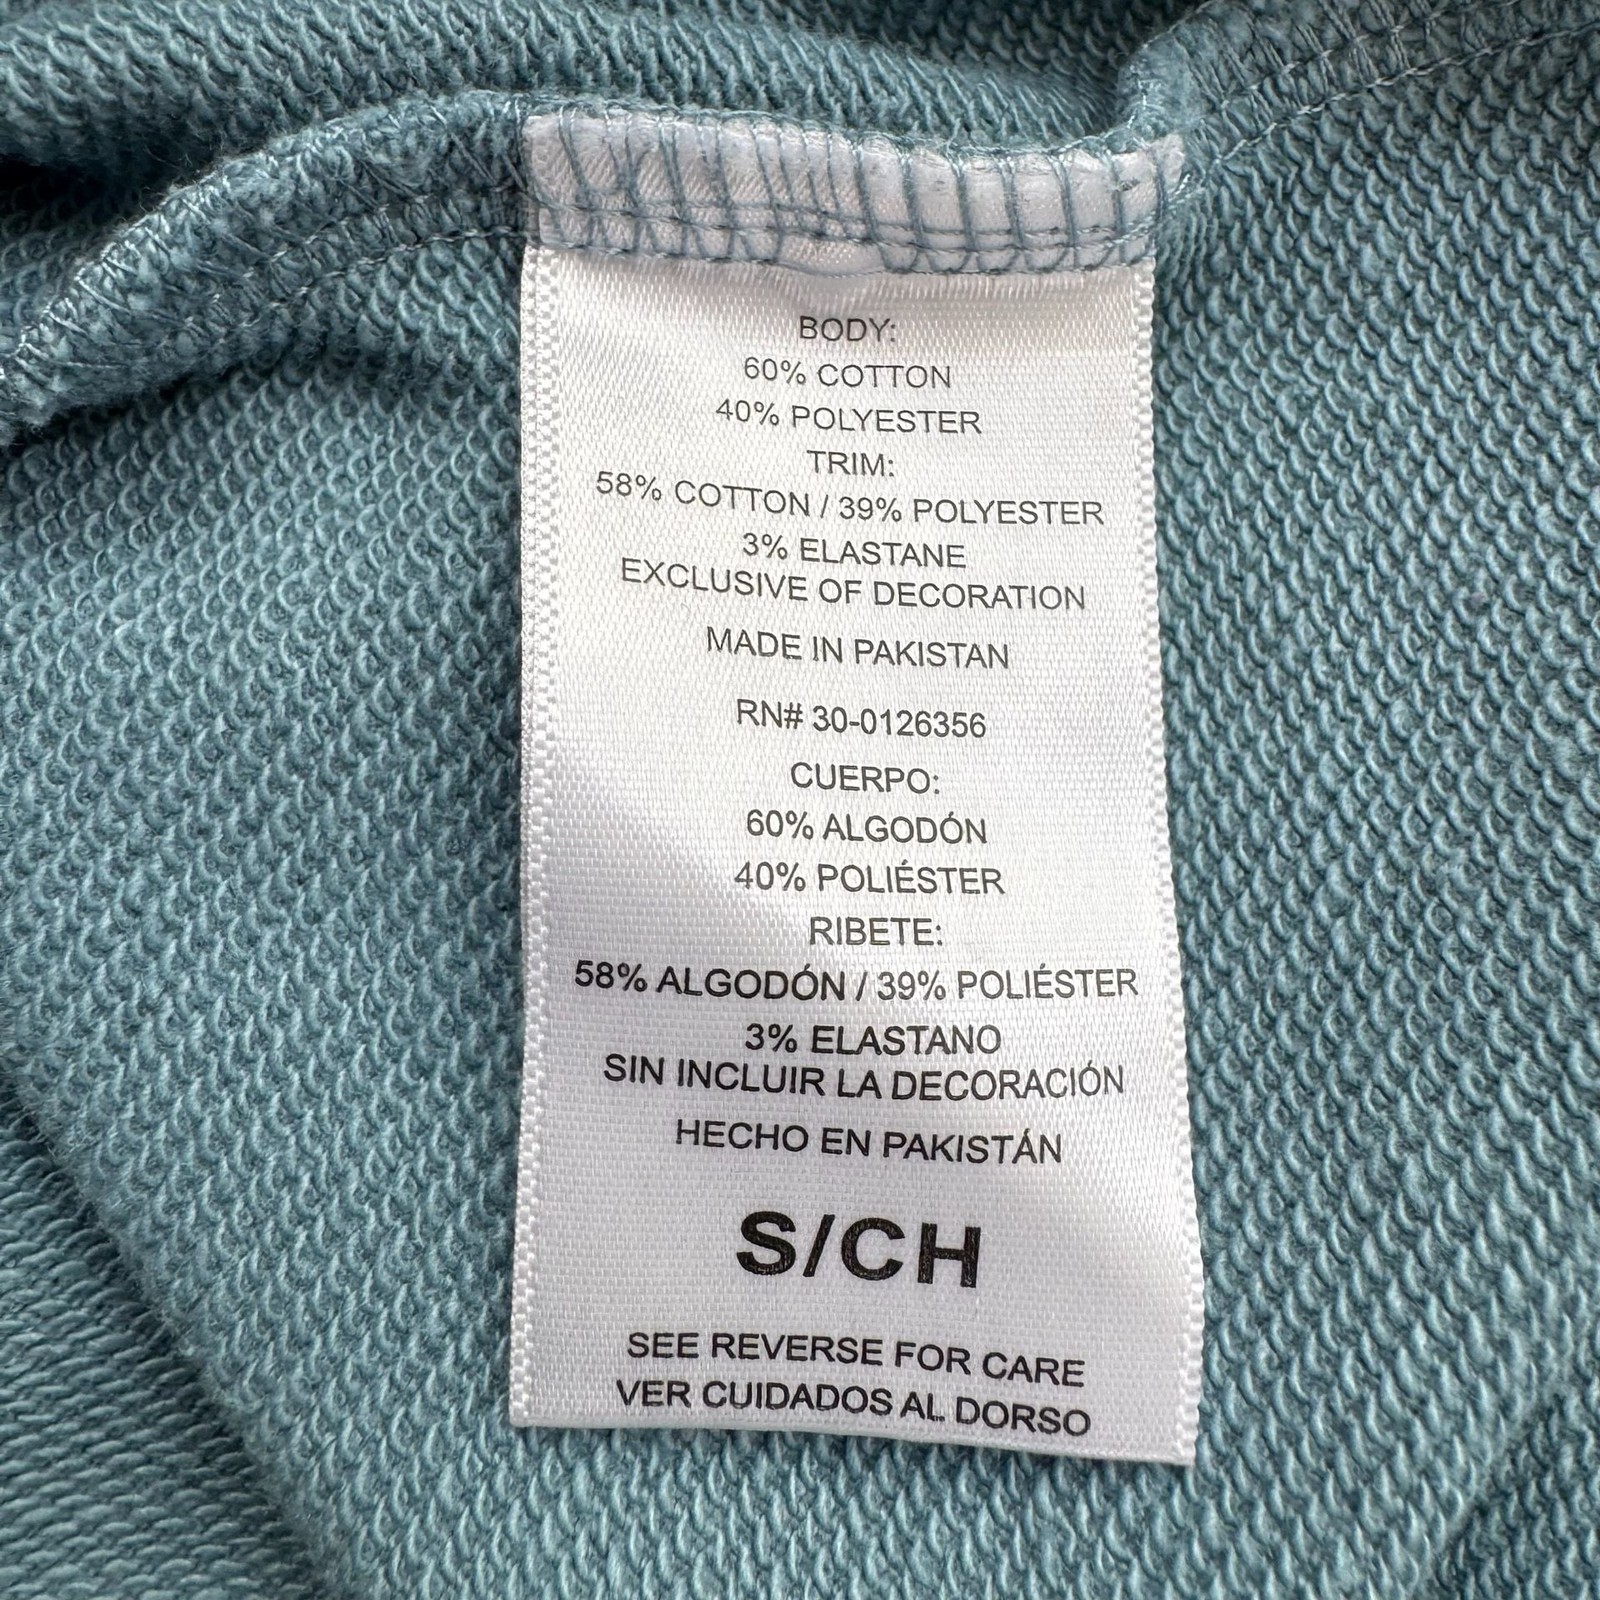 BODY:
60% COTTON
40% POLYESTER
TRIM:
58% COTTON / 39% POLYESTER
3% ELASTANE
EXCLUSIVE OF DECORATION
MADE IN PAKISTAN
RN# 30-0126356
CUERPO:
60% ALGODÓN
40% POLIÉSTER
RIBETE:
58% ALGODÓN / 39% POLIÉSTER
3% ELASTANO
SIN INCLUIR LA DECORACIÓN
HECHO EN PAKISTÁN
S/CH
SEE REVERSE FOR CARE
VER CUIDADOS AL DORSO